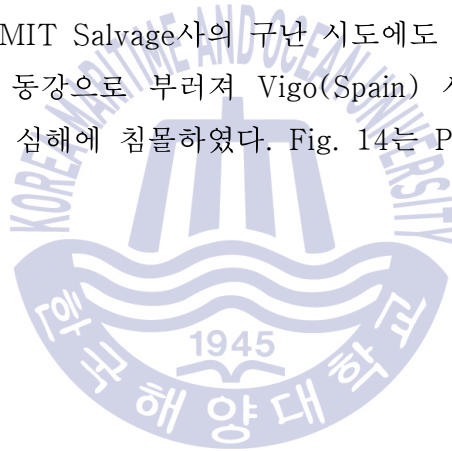 MIT Salvage사의 구난 시도에도
동강으로 부러져 Vigo(Spain)
심해에 침몰하였다. Fig. 14는 P
KOREA MARITIME AND OCEAN UNIVERSITY
1945
한국해양대학교